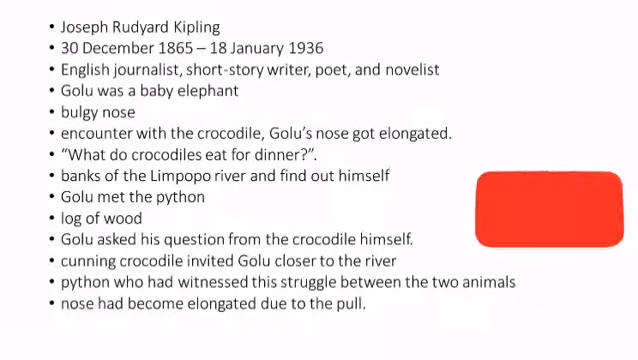 • Joseph Rudyard Kipling
• 30 December 1865 – 18 January 1936
• English journalist, short-story writer, poet, and novelist
• Golu was a baby elephant
• bulgy nose
• encounter with the crocodile, Golu's nose got elongated.
• “What do crocodiles eat for dinner?”.
• banks of the Limpopo river and find out himself
• Golu met the python
• log of wood
• Golu asked his question from the crocodile himself.
• cunning crocodile invited Golu closer to the river
• python who had witnessed this struggle between the two animals
• nose had become elongated due to the pull.